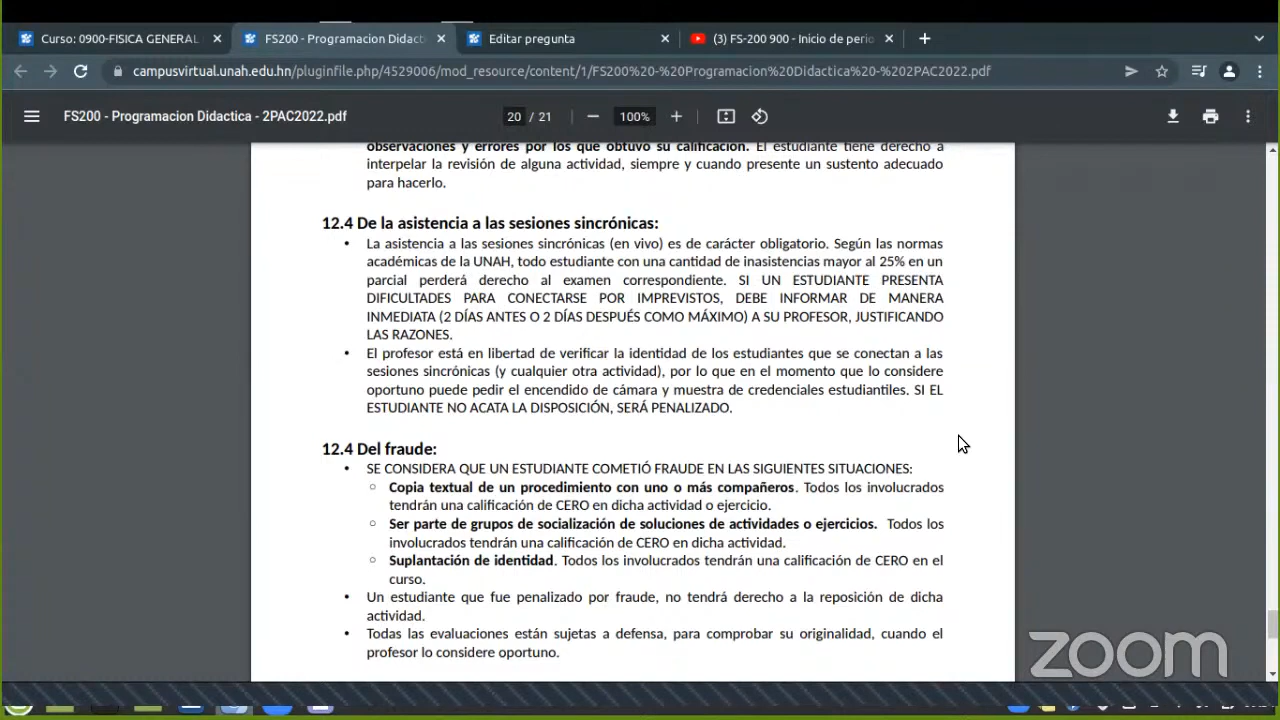 Curso: 0900-FISICA GENERAL
FS200 - Programacion Didact
Editar pregunta
(3) FS-200 900 - Inicio de perio
campusvirtual.unah.edu.hn/pluginfile.php/4529006/mod_resource/content/1/FS200%20-%20Programacion%20Didactica%20-%202PAC2022.pdf
FS200 - Programacion Didactica - 2PAC2022.pdf
20 / 21
100%
observaciones y errores por los que obtuvo su calificación. El estudiante tiene derecho a
interpelar la revisión de alguna actividad, siempre y cuando presente un sustento adecuado
para hacerlo.
12.4 De la asistencia a las sesiones sincrónicas:
• La asistencia a las sesiones sincrónicas (en vivo) es de carácter obligatorio. Según las normas
académicas de la UNAH, todo estudiante con una cantidad de inasistencias mayor al 25% en un
parcial perderá derecho al examen correspondiente. SI UN ESTUDIANTE PRESENTA
DIFICULTADES PARA CONECTARSE POR IMPREVISTOS, DEBE INFORMAR DE MANERA
INMEDIATA (2 DÍAS ANTES O 2 DÍAS DESPUÉS COMO MÁXIMO) A SU PROFESOR, JUSTIFICANDO
LAS RAZONES.
• El profesor está en libertad de verificar la identidad de los estudiantes que se conectan a las
sesiones sincrónicas (y cualquier otra actividad), por lo que en el momento que lo considere
oportuno puede pedir el encendido de cámara y muestra de credenciales estudiantiles. SI EL
ESTUDIANTE NO ACATA LA DISPOSICIÓN, SERÁ PENALIZADO.
12.4 Del fraude:
• SE CONSIDERA QUE UN ESTUDIANTE COMETIÓ FRAUDE EN LAS SIGUIENTES SITUACIONES:
○ Copia textual de un procedimiento con uno o más compañeros. Todos los involucrados
tendrán una calificación de CERO en dicha actividad o ejercicio.
○ Ser parte de grupos de socialización de soluciones de actividades o ejercicios. Todos los
involucrados tendrán una calificación de CERO en dicha actividad.
○ Suplantación de identidad. Todos los involucrados tendrán una calificación de CERO en el
curso.
• Un estudiante que fue penalizado por fraude, no tendrá derecho a la reposición de dicha
actividad.
• Todas las evaluaciones están sujetas a defensa, para comprobar su originalidad, cuando el
profesor lo considere oportuno.
zoom